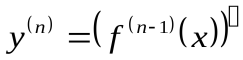 y⁽ⁿ⁾ = (f⁽ⁿ⁻¹⁾(x))